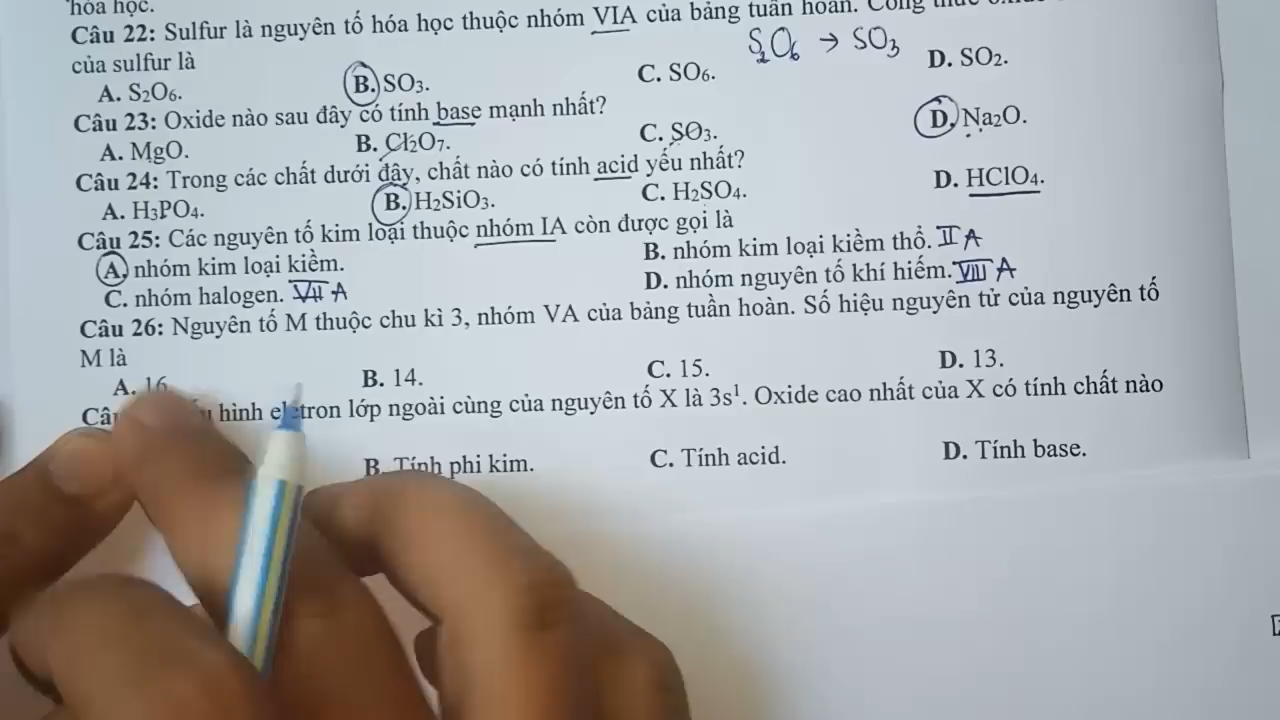 hóa học.
Câu 22: Sulfur là nguyên tố hóa học thuộc nhóm VIA của bảng tuần hoàn. Công thức
của sulfur là
S₂O₆ → SO₃
A. S₂O₆. B. SO₃. C. SO₆. D. SO₂.
Câu 23: Oxide nào sau đây có tính base mạnh nhất?
A. MgO. B. Cl₂O₇. C. SO₃. D. Na₂O.
Câu 24: Trong các chất dưới đây, chất nào có tính acid yếu nhất?
A. H₃PO₄. B. H₂SiO₃. C. H₂SO₄. D. HClO₄.
Câu 25: Các nguyên tố kim loại thuộc nhóm IA còn được gọi là
A. nhóm kim loại kiềm. B. nhóm kim loại kiềm thổ. II A
C. nhóm halogen. VII A D. nhóm nguyên tố khí hiếm. VIII A
Câu 26: Nguyên tố M thuộc chu kì 3, nhóm VA của bảng tuần hoàn. Số hiệu nguyên tử của nguyên tố
M là
A. 16 B. 14. C. 15. D. 13.
hình eletron lớp ngoài cùng của nguyên tố X là 3s¹. Oxide cao nhất của X có tính chất nào
B. Tính phi kim. C. Tính acid. D. Tính base.